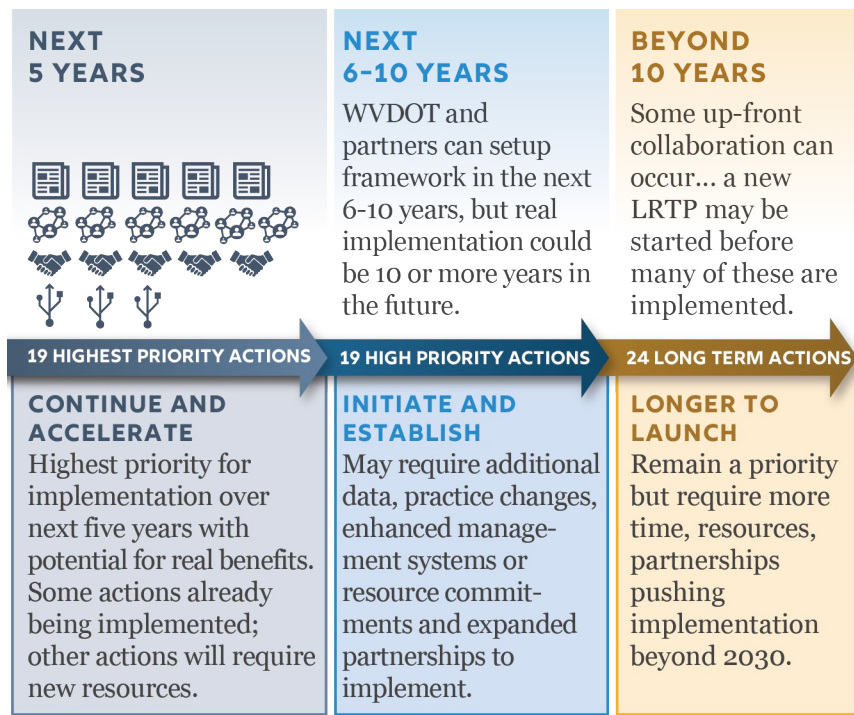 NEXT
5 YEARS
19 HIGHEST PRIORITY ACTIONS
CONTINUE AND
ACCELERATE
Highest priority for
implementation over
next five years with
potential for real benefits.
Some actions already
being implemented;
other actions will require
new resources.
NEXT
6-10 YEARS
WVDOT and
partners can setup
framework in the next
6-10 years, but real
implementation could
be 10 or more years in
the future.
19 HIGH PRIORITY ACTIONS
INITIATE AND
ESTABLISH
May require additional
data, practice changes,
enhanced manage-
ment systems or
resource commit-
ments and expanded
partnerships to
implement.
BEYOND
10 YEARS
Some up-front
collaboration can
occur... a new
LRTP may be
started before
many of these are
implemented.
24 LONG TERM ACTIONS
LONGER TO
LAUNCH
Remain a priority
but require more
time, resources,
partnerships
pushing
implementation
beyond 2030.